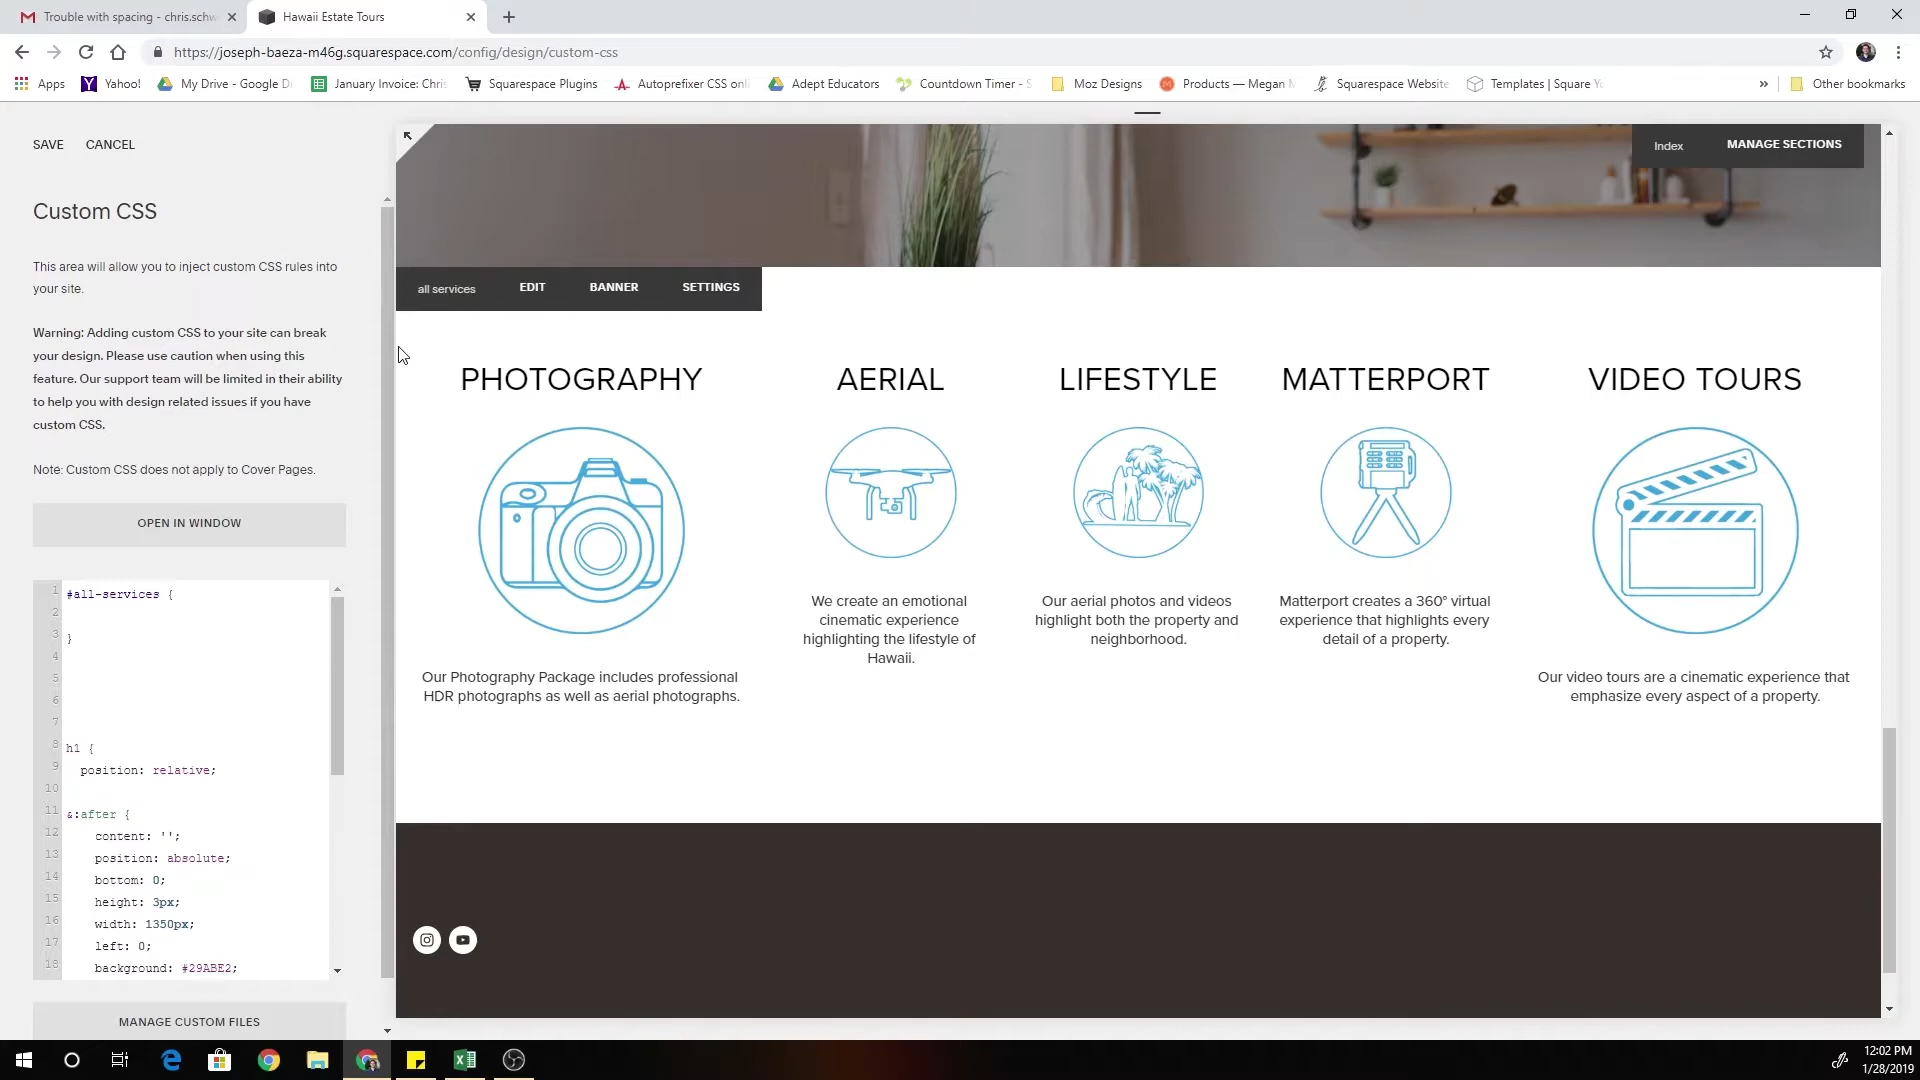 Trouble with spacing - chris.schw
Hawaii Estate Tours
https://joseph-baeza-m46g.squarespace.com/config/design/custom-css
Apps
Yahoo!
My Drive - Google D
January Invoice: Chris
Squarespace Plugins
Autoprefixer CSS onl
Adept Educators
Countdown Timer - S
Moz Designs
Products — Megan M
Squarespace Website
Templates | Square Yo
»
Other bookmarks
SAVE CANCEL
Custom CSS
This area will allow you to inject custom CSS rules into
your site.
Warning: Adding custom CSS to your site can break
your design. Please use caution when using this
feature. Our support team will be limited in their ability
to help you with design related issues if you have
custom CSS.
Note: Custom CSS does not apply to Cover Pages.
OPEN IN WINDOW
1 #all-services {
2
3 }
4
5
6
7
8 h1 {
9 position: relative;
10
11 &:after {
12 content: '';
13 position: absolute;
14 bottom: 0;
15 height: 3px;
16 width: 1350px;
17 left: 0;
18 background: #29ABE2;
MANAGE CUSTOM FILES
Index MANAGE SECTIONS
all services EDIT BANNER SETTINGS
PHOTOGRAPHY
Our Photography Package includes professional
HDR photographs as well as aerial photographs.
AERIAL
We create an emotional
cinematic experience
highlighting the lifestyle of
Hawaii.
LIFESTYLE
Our aerial photos and videos
highlight both the property and
neighborhood.
MATTERPORT
Matterport creates a 360° virtual
experience that highlights every
detail of a property.
VIDEO TOURS
Our video tours are a cinematic experience that
emphasize every aspect of a property.
12:02 PM
1/28/2019